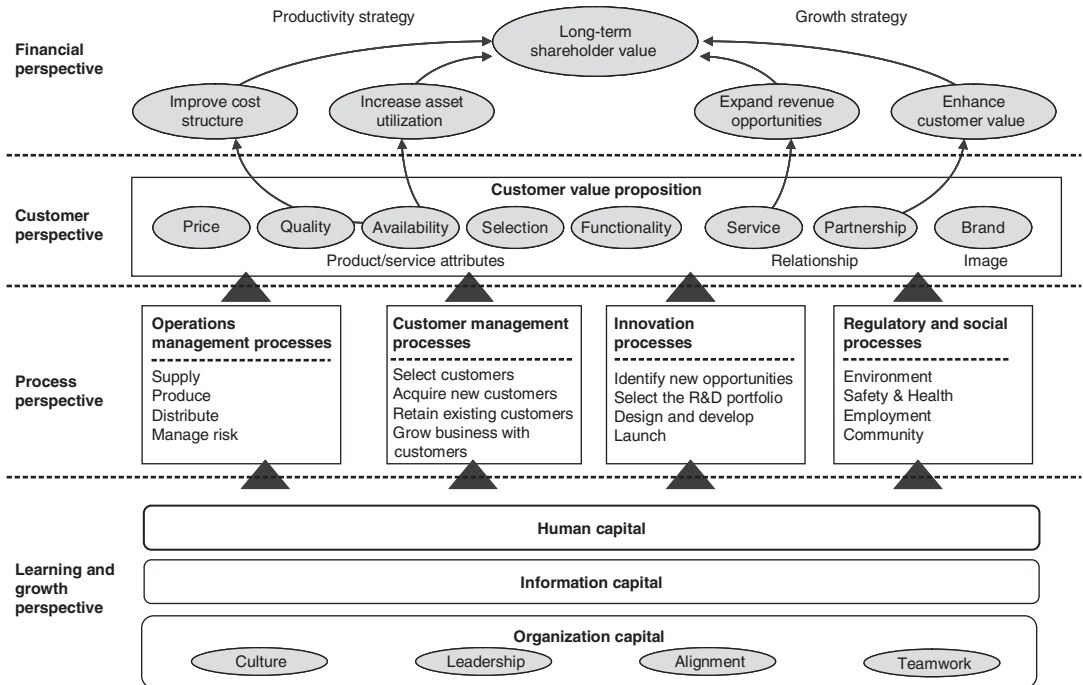 Productivity strategy
Growth strategy
Financial
perspective
Long-term
shareholder value
Improve cost
structure
Increase asset
utilization
Expand revenue
opportunities
Enhance
customer value
Customer
perspective
Customer value proposition
Price
Quality
Availability
Selection
Functionality
Service
Partnership
Brand
Product/service attributes
Relationship
Image
Process
perspective
Operations
management processes
Supply
Produce
Distribute
Manage risk
Customer management
processes
Select customers
Acquire new customers
Retain existing customers
Grow business with
customers
Innovation
processes
Identify new opportunities
Select the R&D portfolio
Design and develop
Launch
Regulatory and social
processes
Environment
Safety & Health
Employment
Community
Learning and
growth
perspective
Human capital
Information capital
Organization capital
Culture
Leadership
Alignment
Teamwork